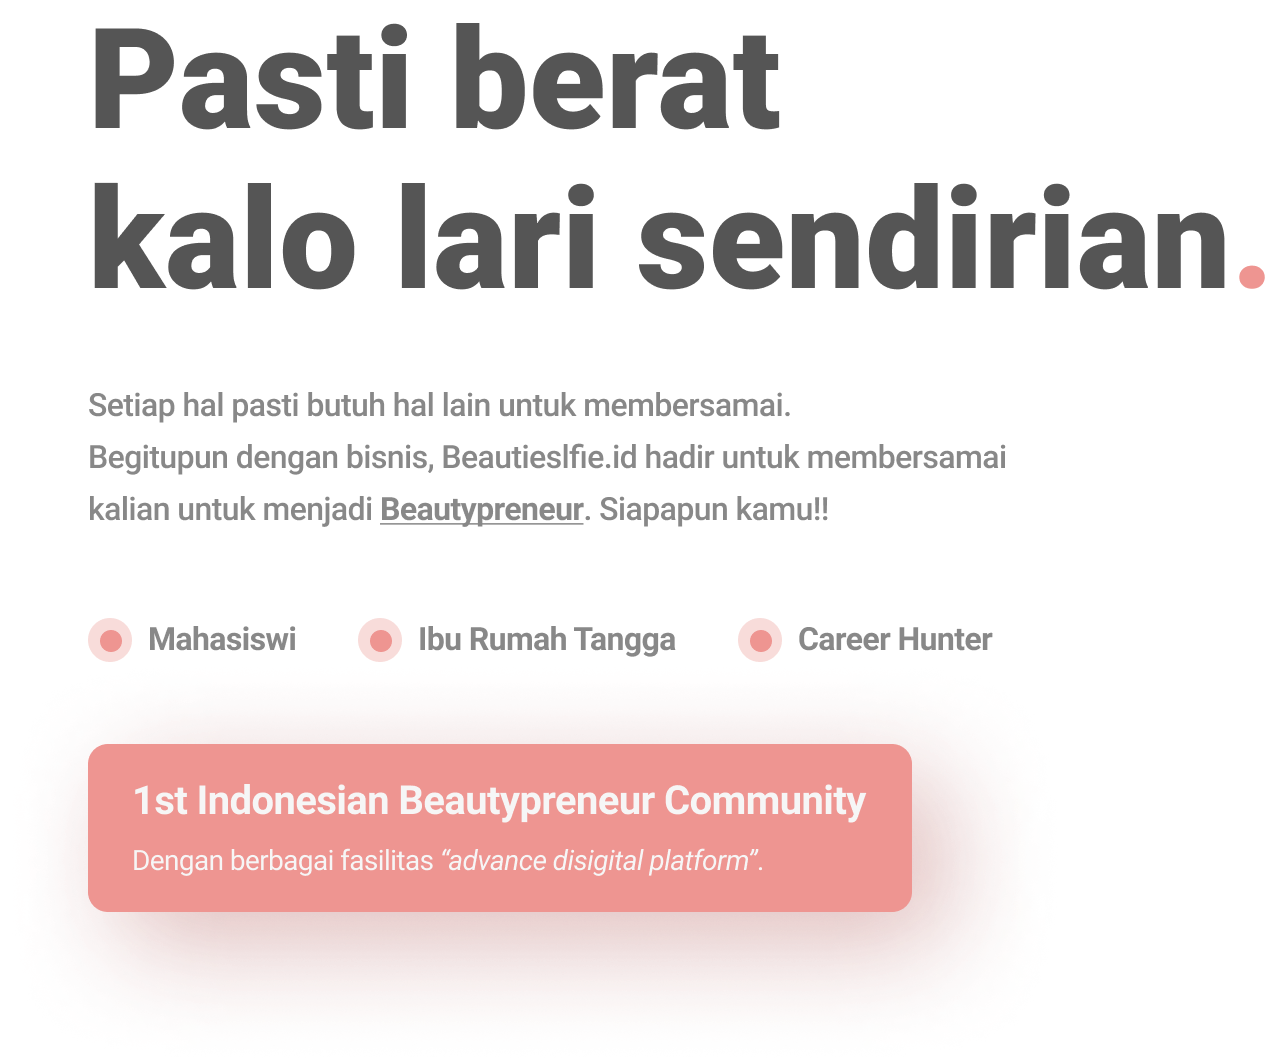 Pasti berat
kalo lari sendirian.
Setiap hal pasti butuh hal lain untuk membersamai.
Begitupun dengan bisnis, Beautieslfie.id hadir untuk membersamai
kalian untuk menjadi Beautypreneur. Siapapun kamu!!
Mahasiswi
Ibu Rumah Tangga
Career Hunter
1st Indonesian Beautypreneur Community
Dengan berbagai fasilitas “advance disigital platform”.